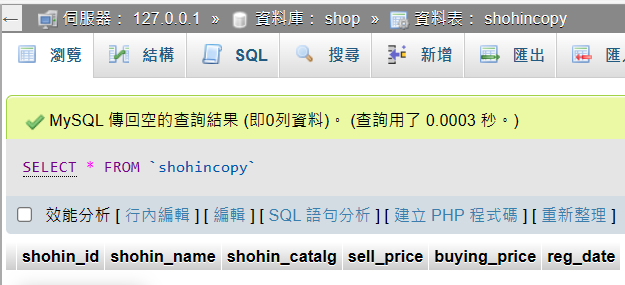 伺服器： 127.0.0.1 » 資料庫： shop » 資料表： shohincopy
瀏覽 結構 SQL 搜尋 新增 匯出
MySQL 傳回空的查詢結果 (即0列資料)。 (查詢用了 0.0003 秒。)
SELECT * FROM `shohincopy`
效能分析 [ 行內編輯 ] [ 編輯 ] [ SQL 語句分析 ] [ 建立 PHP 程式碼 ] [ 重新整理 ]
shohin_id shohin_name shohin_catalg sell_price buying_price reg_date